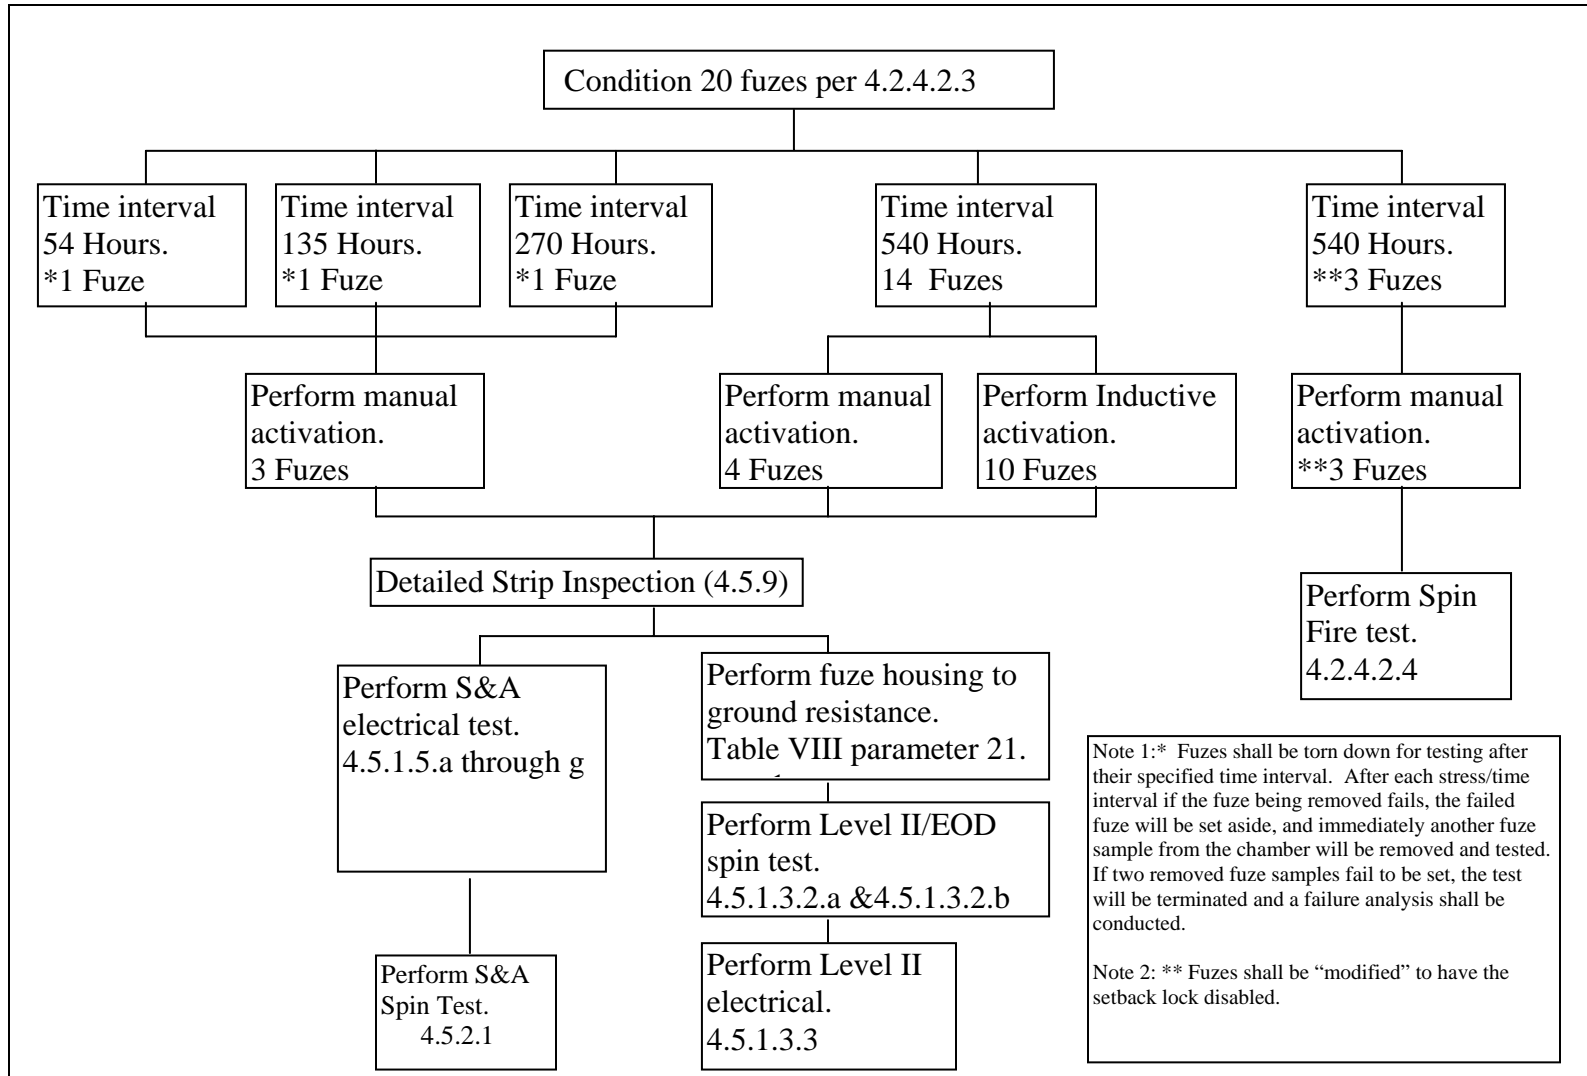 Condition 20 fuzes per 4.2.4.2.3
Time interval
54 Hours.
*1 Fuze
Time interval
135 Hours.
*1 Fuze
Time interval
270 Hours.
*1 Fuze
Time interval
540 Hours.
14 Fuzes
Time interval
540 Hours.
**3 Fuzes
Perform manual
activation.
3 Fuzes
Perform manual
activation.
4 Fuzes
Perform Inductive
activation.
10 Fuzes
Perform manual
activation.
**3 Fuzes
Detailed Strip Inspection (4.5.9)
Perform Spin
Fire test.
4.2.4.2.4
Perform S&A
electrical test.
4.5.1.5.a through g
Perform fuze housing to
ground resistance.
Table VIII parameter 21.
Perform Level II/EOD
spin test.
4.5.1.3.2.a &4.5.1.3.2.b
Perform S&A
Spin Test.
4.5.2.1
Perform Level II
electrical.
4.5.1.3.3
Note 1:* Fuzes shall be torn down for testing after
their specified time interval. After each stress/time
interval if the fuze being removed fails, the failed
fuze will be set aside, and immediately another fuze
sample from the chamber will be removed and tested.
If two removed fuze samples fail to be set, the test
will be terminated and a failure analysis shall be
conducted.
Note 2: ** Fuzes shall be “modified” to have the
setback lock disabled.